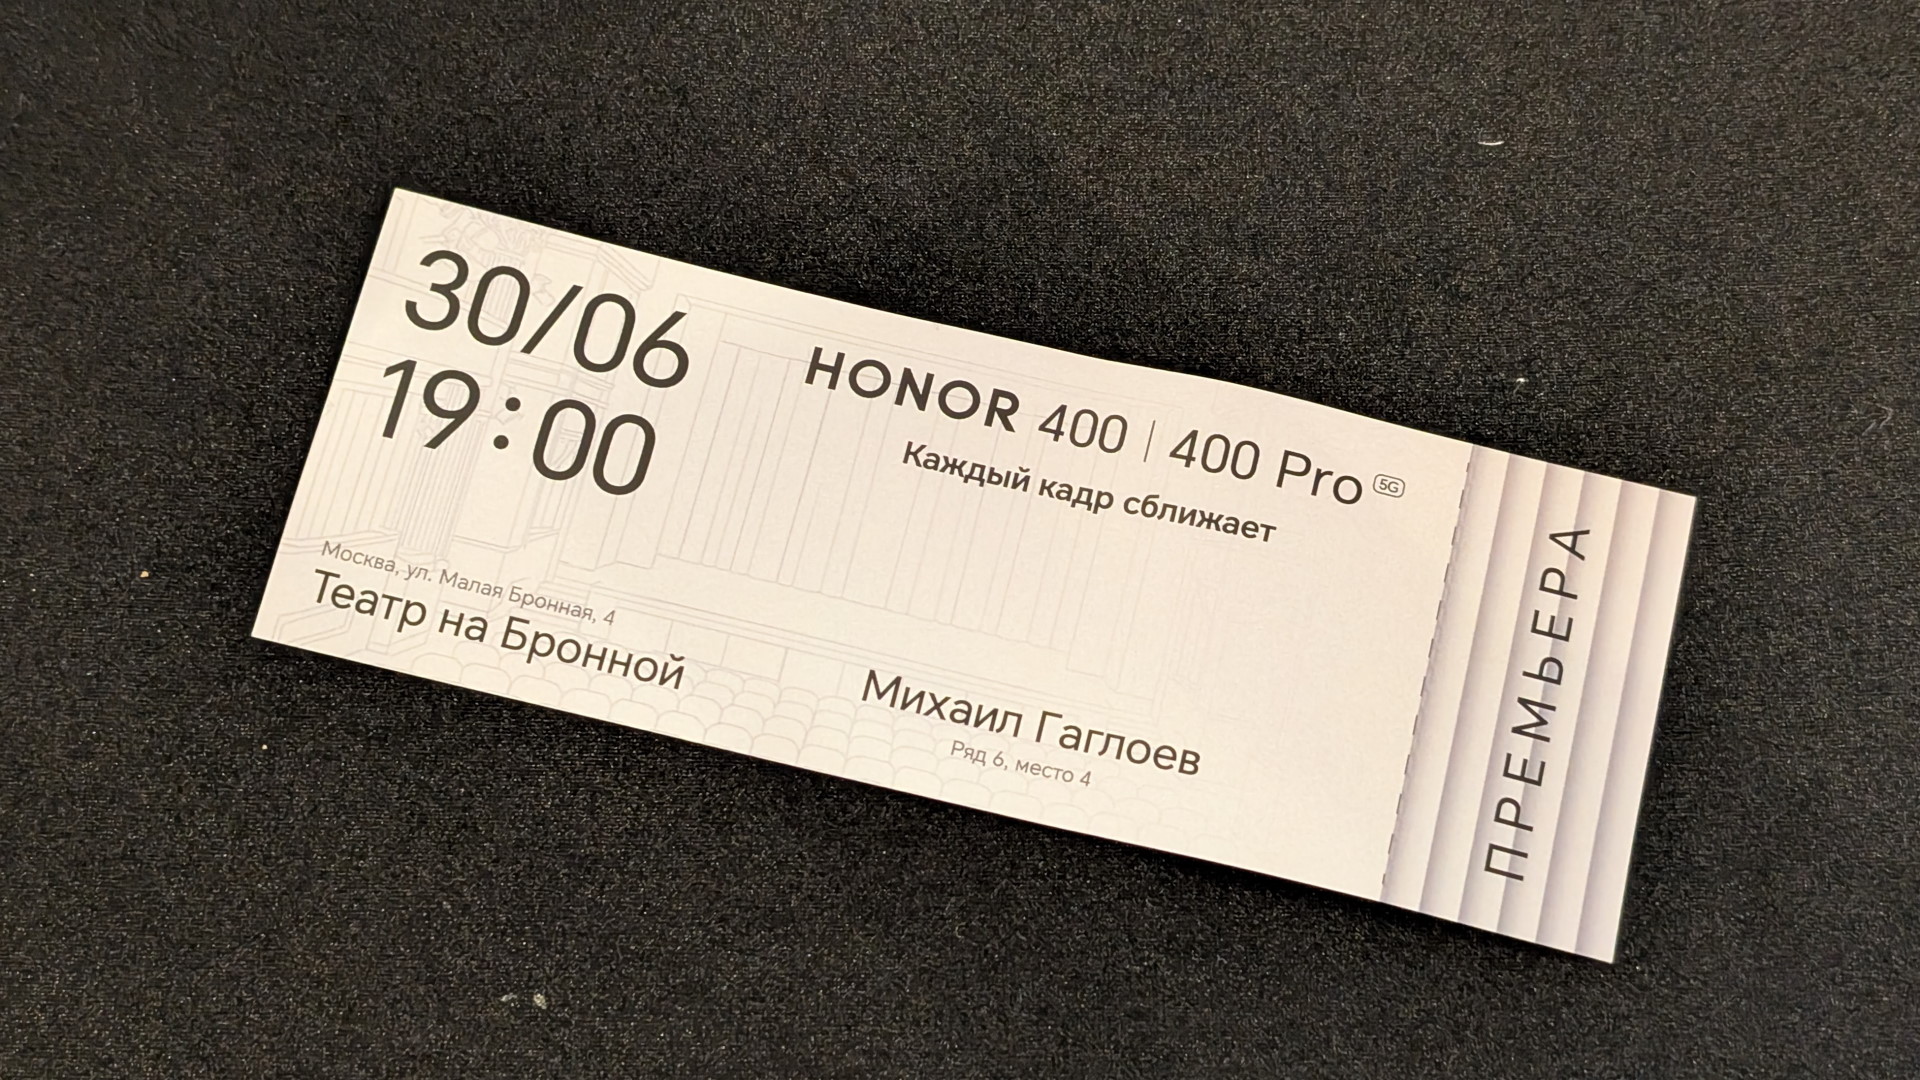 30/06
19:00
HONOR 400 | 400 Pro 5G
Каждый кадр сближает
Москва, ул. Малая Бронная, 4
Театр на Бронной
Михаил Гаглоев
Ряд 6, место 4
ПРЕМЬЕРА